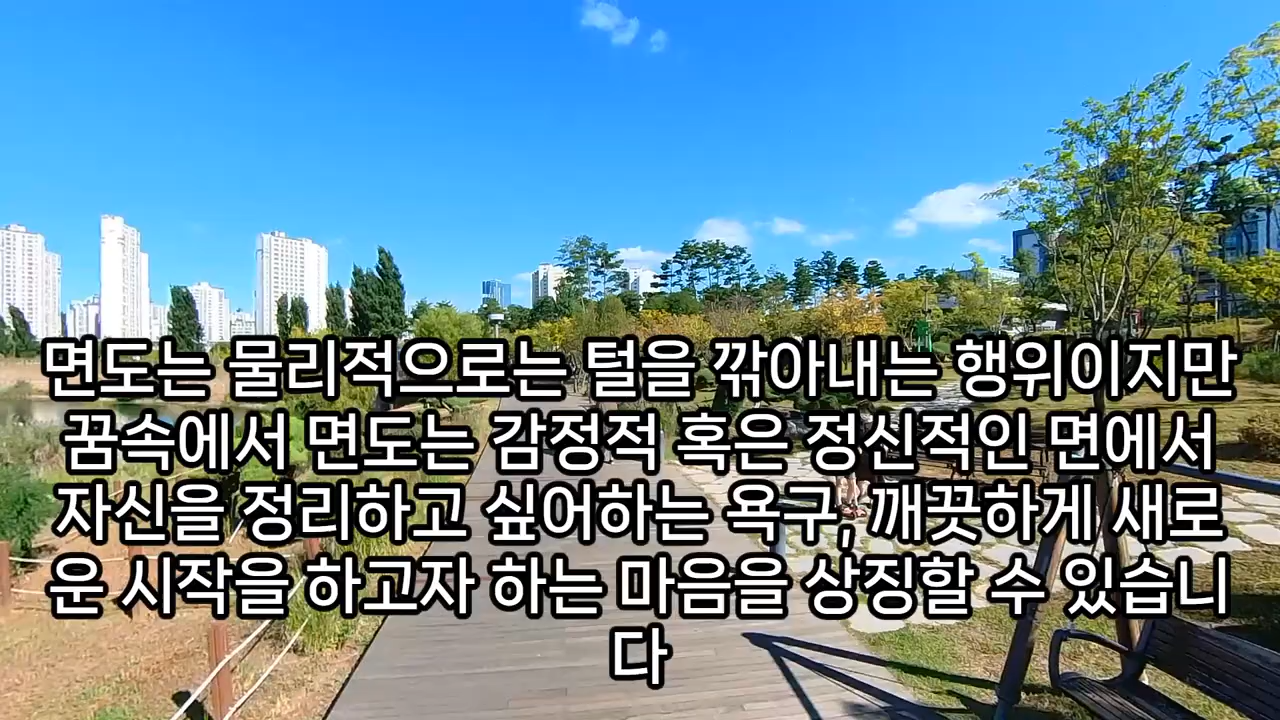 면도는 물리적으로는 털을 깎아내는 행위이지만
꿈속에서 면도는 감정적 혹은 정신적인 면에서
자신을 정리하고 싶어하는 욕구, 깨끗하게 새로
운 시작을 하고자 하는 마음을 상징할 수 있습니
다